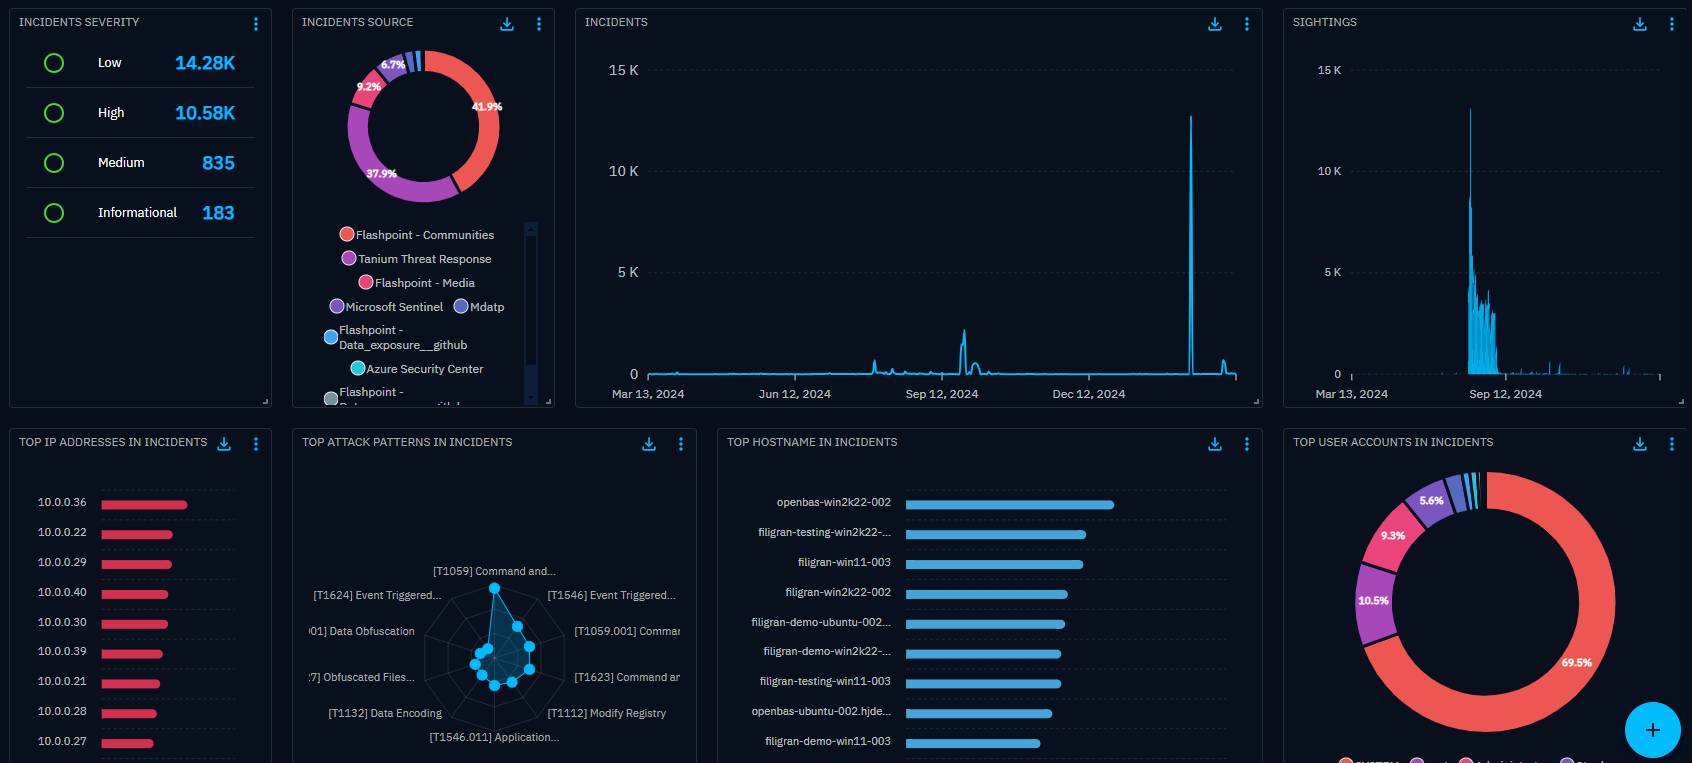 INCIDENTS SEVERITY
Low 14.28K
High 10.58K
Medium 835
Informational 183
INCIDENTS SOURCE
6.7%
9.2%
41.9%
37.9%
Flashpoint - Communities
Tanium Threat Response
Flashpoint - Media
Microsoft Sentinel Mdatp
Flashpoint -
Data_exposure__github
Azure Security Center
Flashpoint -
INCIDENTS
15 K
10 K
5 K
0
Mar 13, 2024 Jun 12, 2024 Sep 12, 2024 Dec 12, 2024
SIGHTINGS
15 K
10 K
5 K
0
Mar 13, 2024 Sep 12, 2024
TOP IP ADDRESSES IN INCIDENTS
10.0.0.36
10.0.0.22
10.0.0.29
10.0.0.40
10.0.0.30
10.0.0.39
10.0.0.21
10.0.0.28
10.0.0.27
TOP ATTACK PATTERNS IN INCIDENTS
[T1059] Command and...
[T1624] Event Triggered... [T1546] Event Triggered...
01] Data Obfuscation [T1059.001] Commar
7] Obfuscated Files... [T1623] Command ar
[T1132] Data Encoding [T1112] Modify Registry
[T1546.011] Application...
TOP HOSTNAME IN INCIDENTS
openbas-win2k22-002
filigran-testing-win2k22-...
filigran-win11-003
filigran-win2k22-002
filigran-demo-ubuntu-002...
filigran-demo-win2k22-...
filigran-testing-win11-003
openbas-ubuntu-002.hjde...
filigran-demo-win11-003
TOP USER ACCOUNTS IN INCIDENTS
5.6%
9.3%
10.5%
69.5%